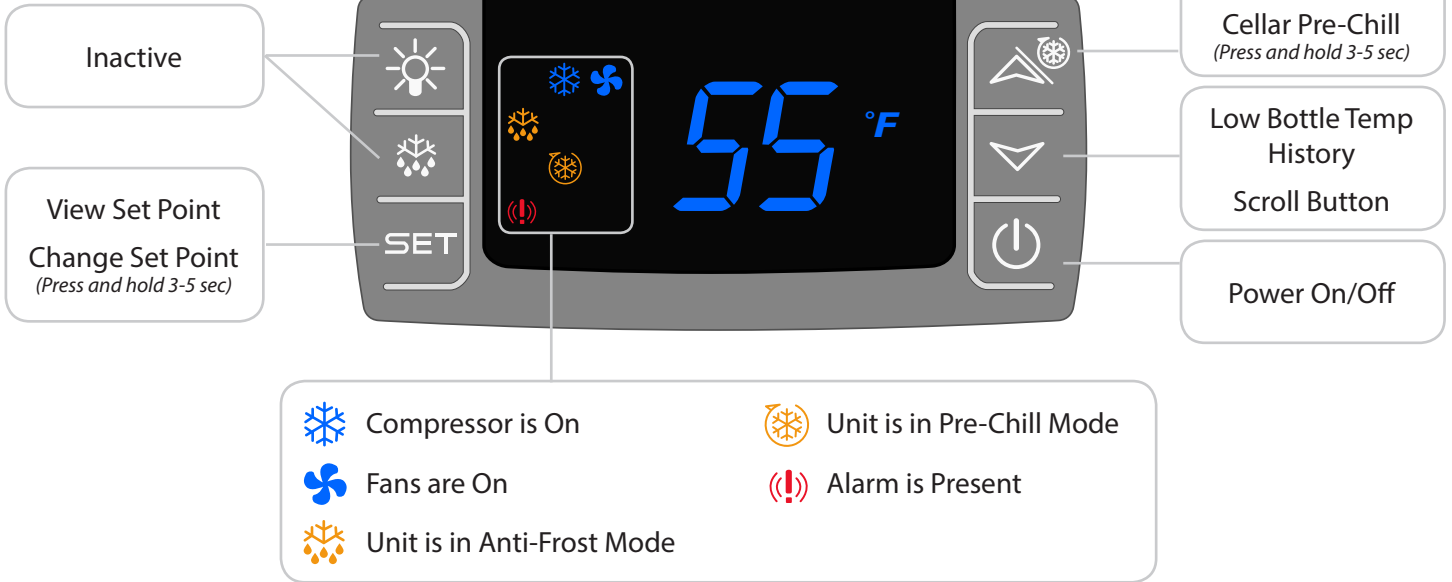 Inactive
View Set Point
Change Set Point
(Press and hold 3-5 sec)
SET
55 °F
Cellar Pre-Chill
(Press and hold 3-5 sec)
Low Bottle Temp
History
Scroll Button
Power On/Off
Compressor is On
Fans are On
Unit is in Anti-Frost Mode
Unit is in Pre-Chill Mode
Alarm is Present